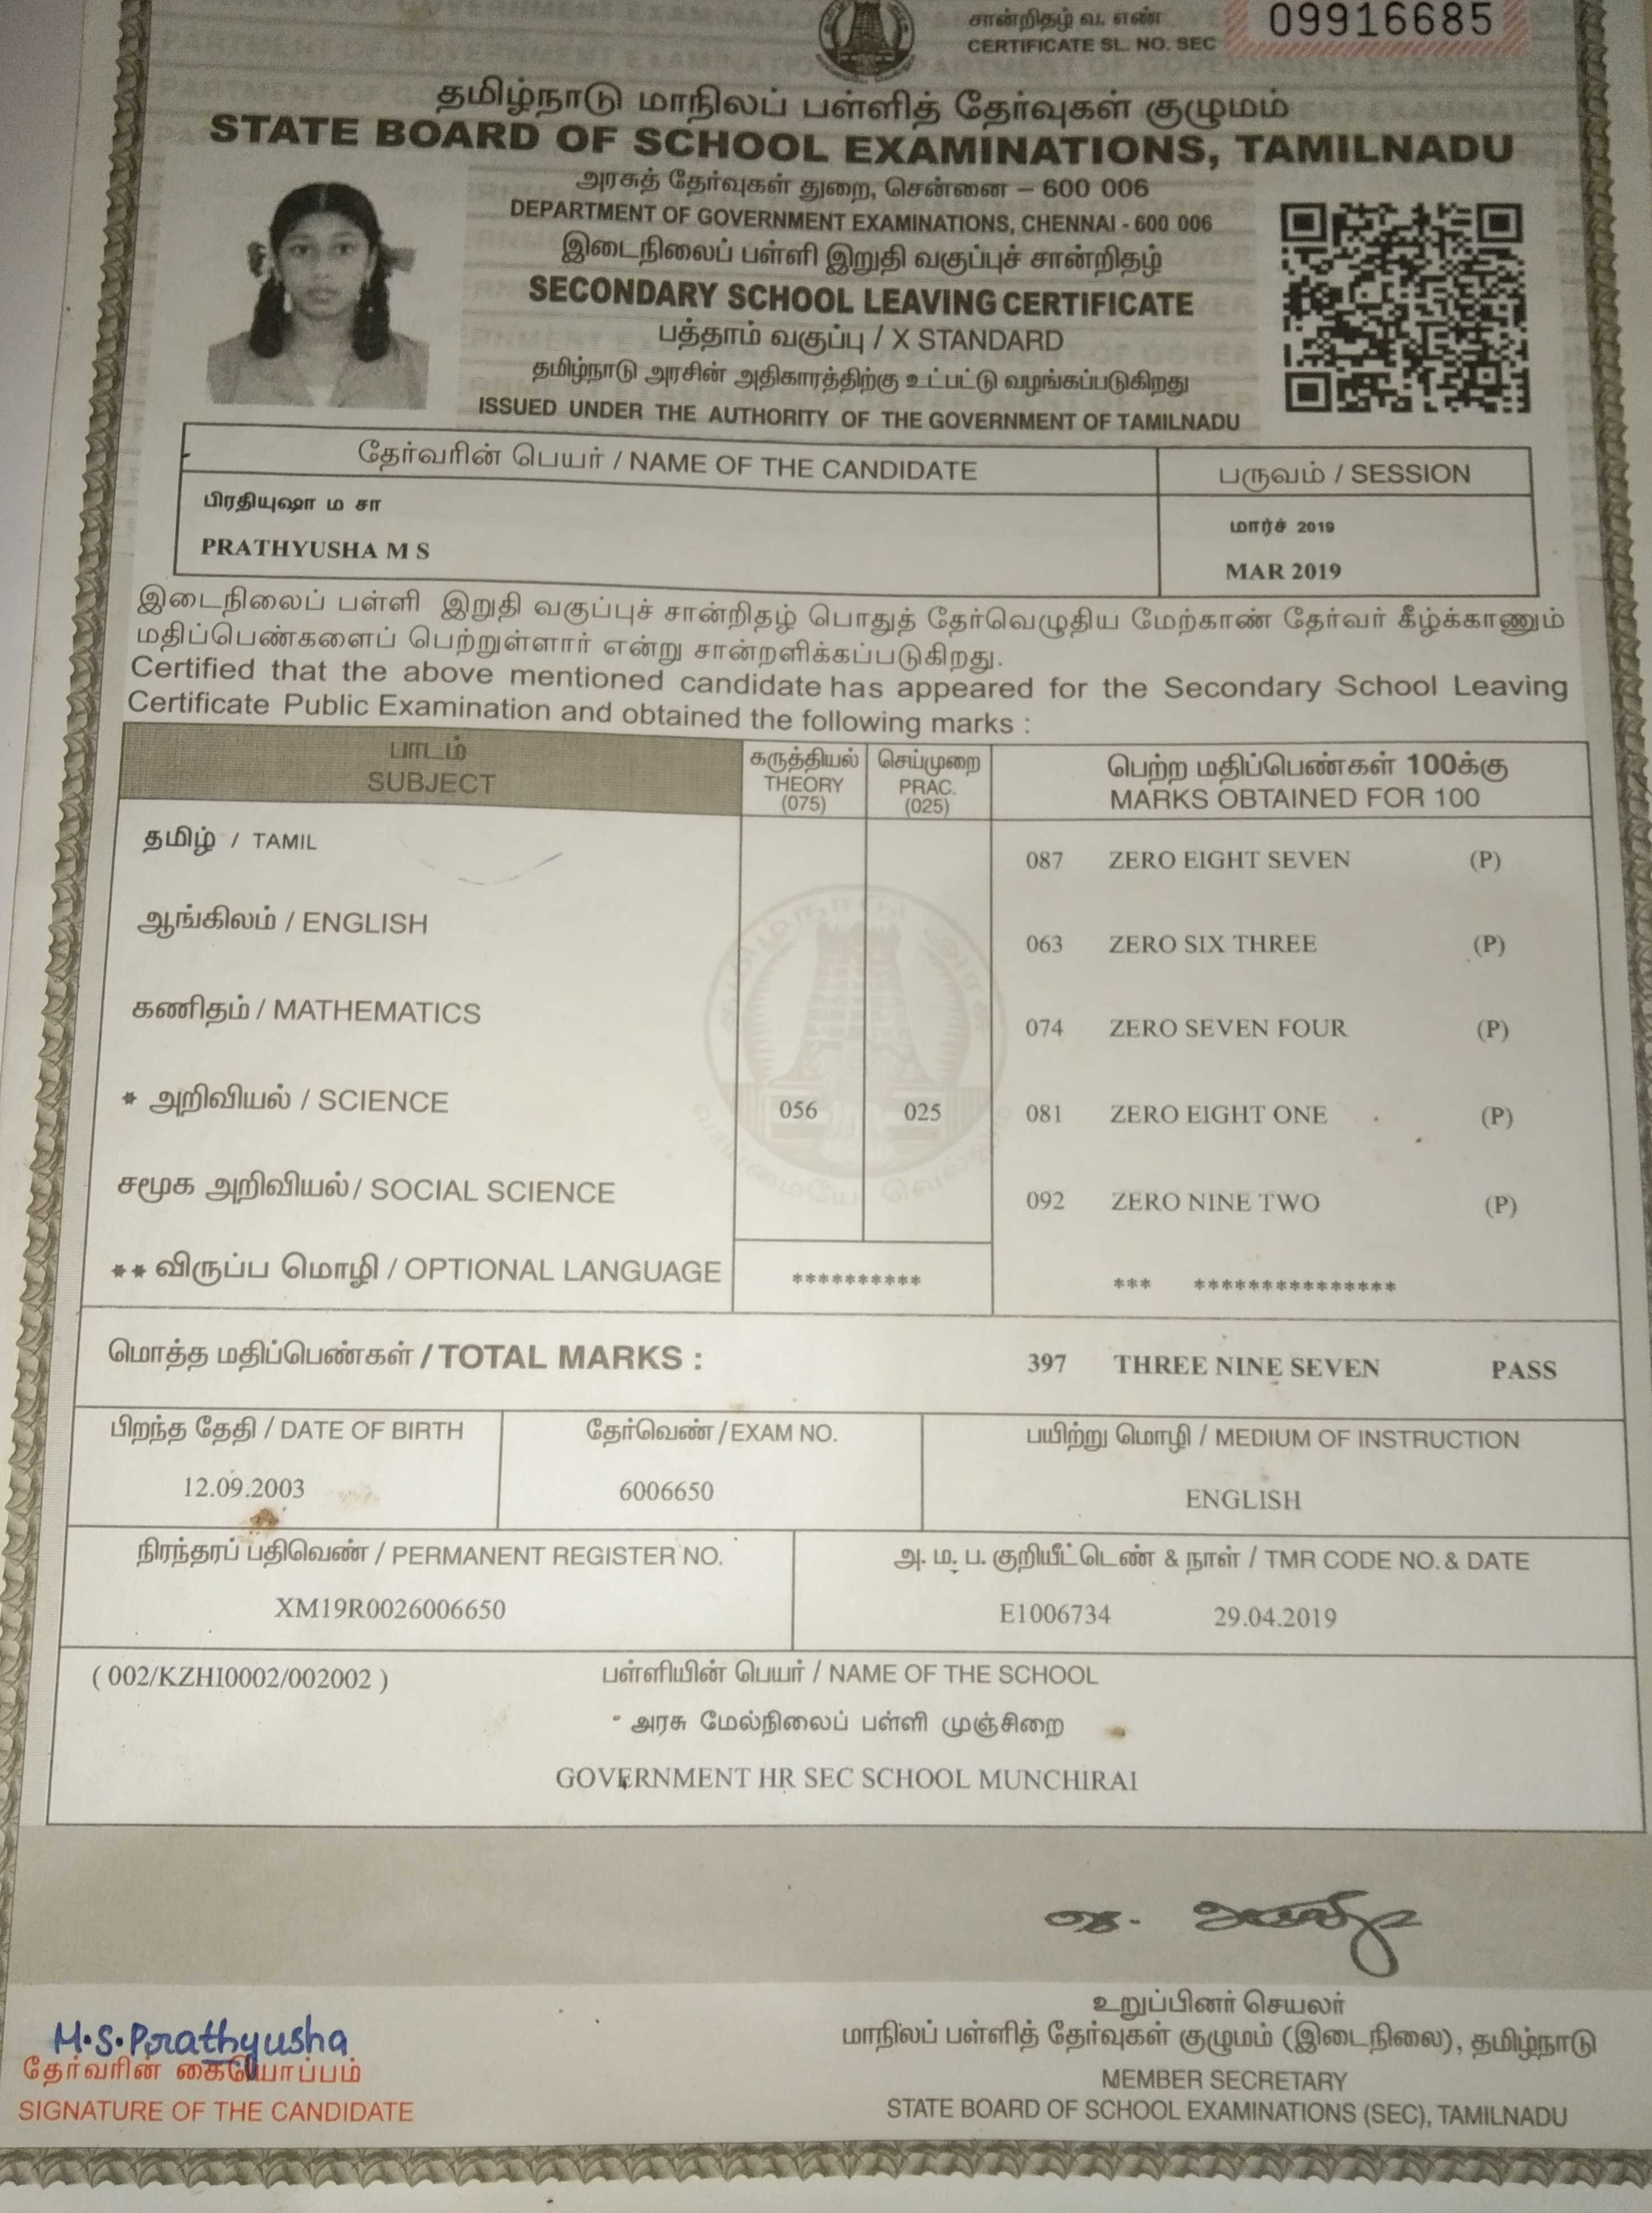 சான்றிதழ் வ. எண்
CERTIFICATE SL. NO. SEC
09916685
தமிழ்நாடு மாநிலப் பள்ளித் தேர்வுகள் குழுமம்
STATE BOARD OF SCHOOL EXAMINATIONS, TAMILNADU
அரசுத் தேர்வுகள் துறை, சென்னை – 600 006
DEPARTMENT OF GOVERNMENT EXAMINATIONS, CHENNAI - 600 006
இடைநிலைப் பள்ளி இறுதி வகுப்புச் சான்றிதழ்
SECONDARY SCHOOL LEAVING CERTIFICATE
பத்தாம் வகுப்பு / X STANDARD
தமிழ்நாடு அரசின் அதிகாரத்திற்கு உட்பட்டு வழங்கப்படுகிறது
ISSUED UNDER THE AUTHORITY OF THE GOVERNMENT OF TAMILNADU
தேர்வரின் பெயர் / NAME OF THE CANDIDATE பருவம் / SESSION
பிரதியுஷா ம சா மார்ச் 2019
PRATHYUSHA M S MAR 2019
இடைநிலைப் பள்ளி இறுதி வகுப்புச் சான்றிதழ் பொதுத் தேர்வெழுதிய மேற்காண் தேர்வர் கீழ்க்காணும்
மதிப்பெண்களைப் பெற்றுள்ளார் என்று சான்றளிக்கப்படுகிறது.
Certified that the above mentioned candidate has appeared for the Secondary School Leaving
Certificate Public Examination and obtained the following marks :
பாடம் கருத்தியல் செய்முறை பெற்ற மதிப்பெண்கள் 100க்கு
SUBJECT THEORY PRAC. MARKS OBTAINED FOR 100
(075) (025)
தமிழ் / TAMIL 087 ZERO EIGHT SEVEN (P)
ஆங்கிலம் / ENGLISH 063 ZERO SIX THREE (P)
கணிதம் / MATHEMATICS 074 ZERO SEVEN FOUR (P)
* அறிவியல் / SCIENCE 056 025 081 ZERO EIGHT ONE (P)
சமூக அறிவியல் / SOCIAL SCIENCE 092 ZERO NINE TWO (P)
** விருப்ப மொழி / OPTIONAL LANGUAGE ********** *** ***************
மொத்த மதிப்பெண்கள் / TOTAL MARKS : 397 THREE NINE SEVEN PASS
பிறந்த தேதி / DATE OF BIRTH தேர்வெண் / EXAM NO. பயிற்று மொழி / MEDIUM OF INSTRUCTION
12.09.2003 6006650 ENGLISH
நிரந்தரப் பதிவெண் / PERMANENT REGISTER NO. அ. ம. ப. குறியீட்டெண் & நாள் / TMR CODE NO. & DATE
XM19R0026006650 E1006734 29.04.2019
( 002/KZHI0002/002002 ) பள்ளியின் பெயர் / NAME OF THE SCHOOL
அரசு மேல்நிலைப் பள்ளி முஞ்சிறை
GOVERNMENT HR SEC SCHOOL MUNCHIRAI
உறுப்பினர் செயலர்
மாநிலப் பள்ளித் தேர்வுகள் குழுமம் (இடைநிலை), தமிழ்நாடு
MEMBER SECRETARY
STATE BOARD OF SCHOOL EXAMINATIONS (SEC), TAMILNADU
M.S.Prathyusha
தேர்வரின் கையொப்பம்
SIGNATURE OF THE CANDIDATE